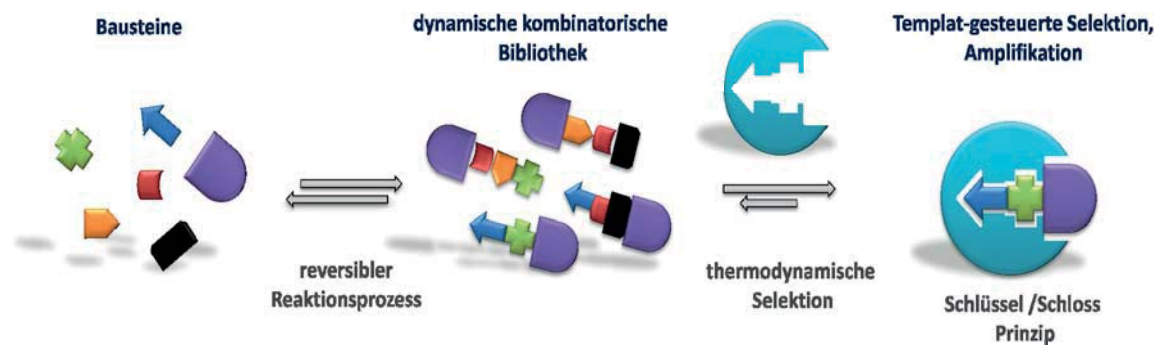 Bausteine
dynamische kombinatorische
Bibliothek
Templat-gesteuerte Selektion,
Amplifikation
reversibler
Reaktionsprozess
thermodynamische
Selektion
Schlüssel /Schloss
Prinzip